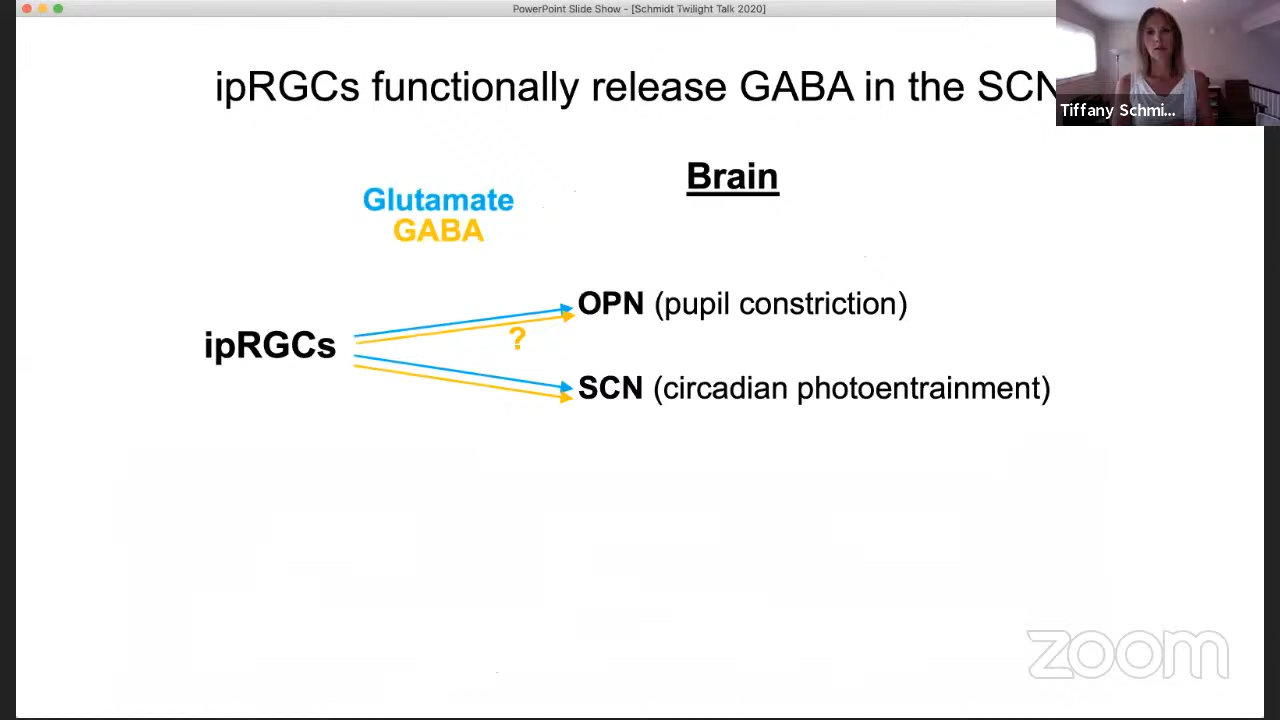 PowerPoint Slide Show - [Schmidt Twilight Talk 2020]
ipRGCs functionally release GABA in the SCN
Tiffany Schmi...
Brain
Glutamate
GABA
OPN (pupil constriction)
?
ipRGCs
SCN (circadian photoentrainment)
zoom